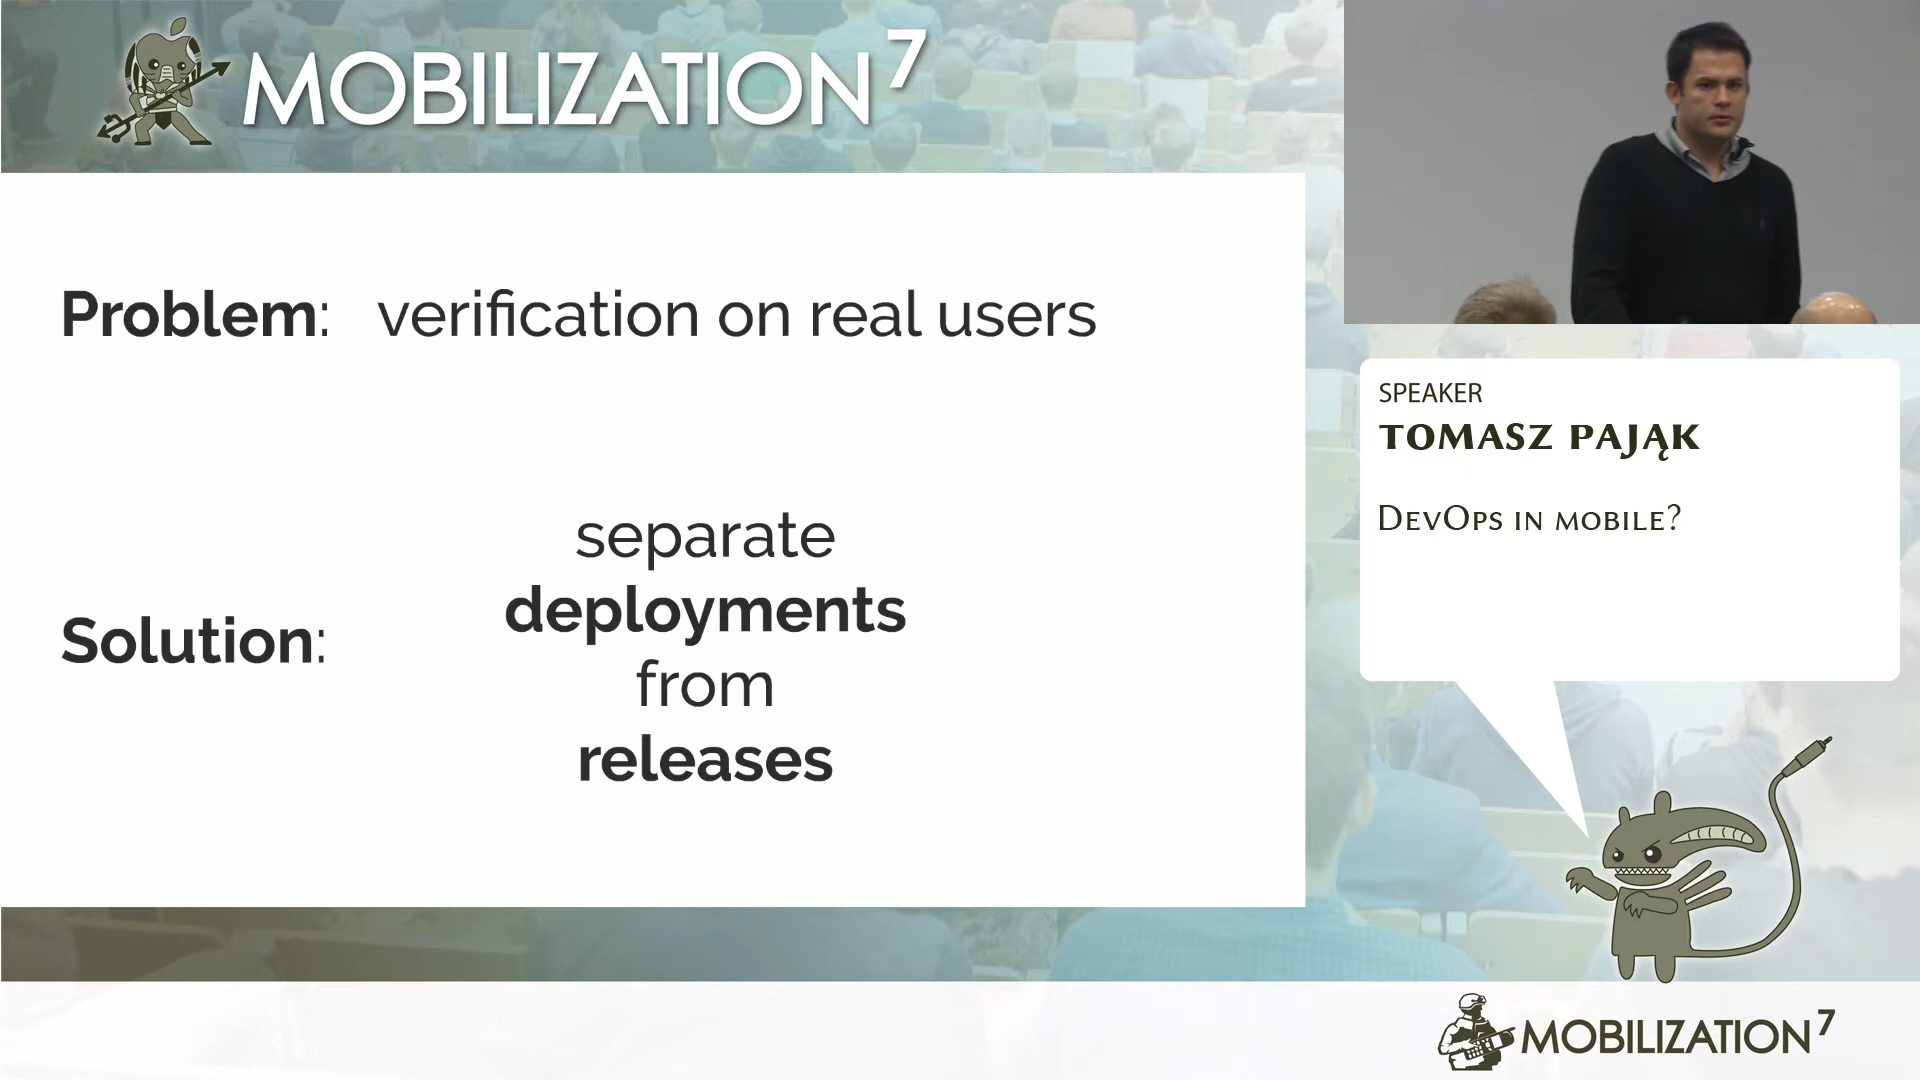 MOBILIZATION 7
Problem: verification on real users
Solution:
separate
deployments
from
releases
SPEAKER
TOMASZ PAJĄK
DEVOPS IN MOBILE?
MOBILIZATION 7